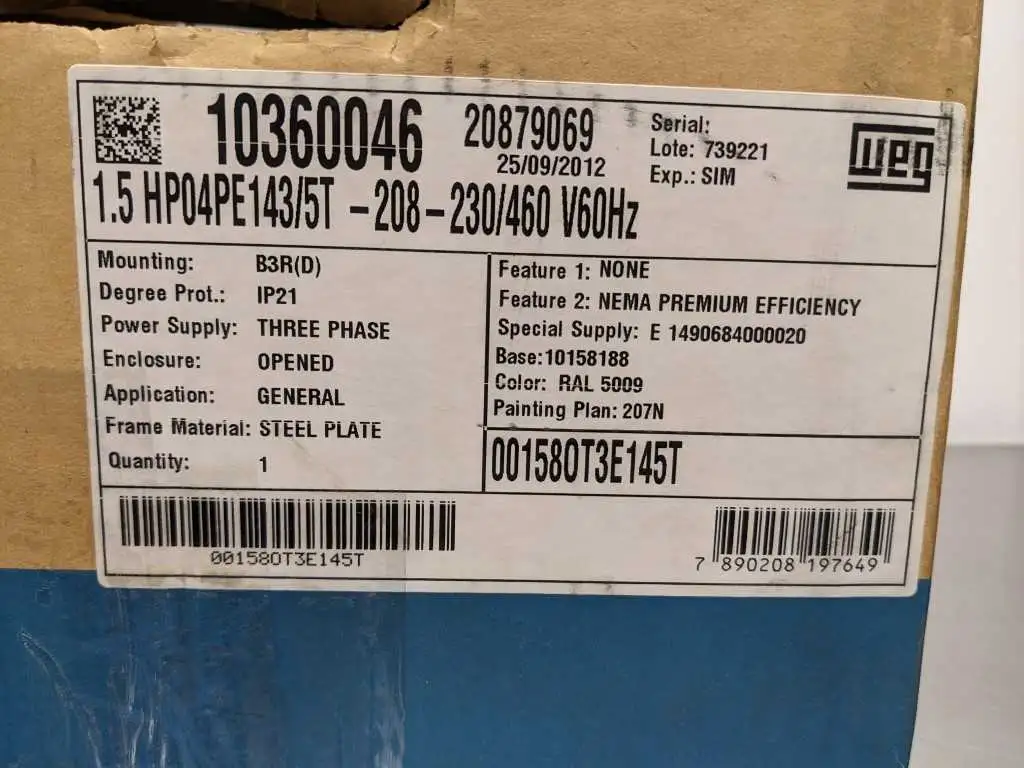 10360046
20879069
25/09/2012
Serial:
Lote: 739221
Exp.: SIM
weg
1.5 HP04PE143/5T -208-230/460 V60Hz
Mounting: B3R(D)
Degree Prot.: IP21
Power Supply: THREE PHASE
Enclosure: OPENED
Application: GENERAL
Frame Material: STEEL PLATE
Quantity: 1
Feature 1: NONE
Feature 2: NEMA PREMIUM EFFICIENCY
Special Supply: E 1490684000020
Base:10158188
Color: RAL 5009
Painting Plan: 207N
00158OT3E145T
00158OT3E145T
7 890208 197649